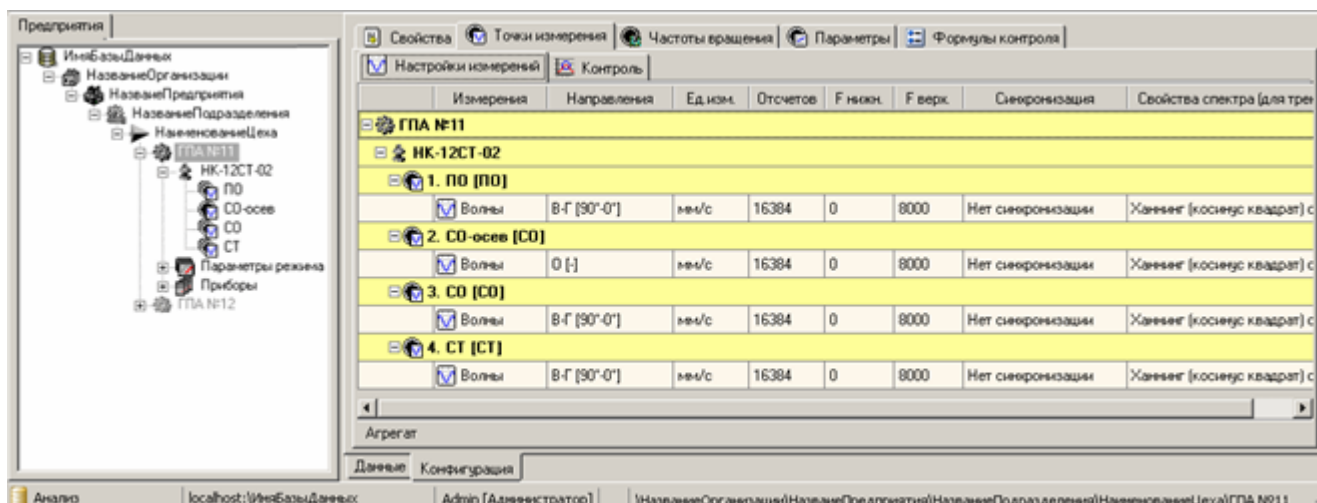 Предприятия
ИмяБазыДанных
НазваниеОрганизации
НазваеПредприятия
НазваниеПодразделения
НаименованиеЦеха
ГПА №11
НК-12СТ-02
ПО
СО-осев
СО
СТ
Параметры режима
Приборы
ГПА №12
Свойства Точки измерения Частоты вращения Параметры Формулы контроля
Настройки измерений Контроль
Измерения Направления Ед.изм. Отсчетов F нижн. F верх. Синхронизация Свойства спектра (для трен
ГПА №11
НК-12СТ-02
1. ПО [ПО]
Волны В-Г [90°-0°] мм/с 16384 0 8000 Нет синхронизации Ханнинг (косинус квадрат) с
2. СО-осев [СО]
Волны О [-] мм/с 16384 0 8000 Нет синхронизации Ханнинг (косинус квадрат) с
3. СО [СО]
Волны В-Г [90°-0°] мм/с 16384 0 8000 Нет синхронизации Ханнинг (косинус квадрат) с
4. СТ [СТ]
Волны В-Г [90°-0°] мм/с 16384 0 8000 Нет синхронизации Ханнинг (косинус квадрат) с
Агрегат
Данные Конфигурация
Анализ localhost:\ИмяБазыДанных Admin [Администратор] \НазваниеОрганизации\НазваеПредприятия\НазваниеПодразделения\НаименованиеЦеха\ГПА №11